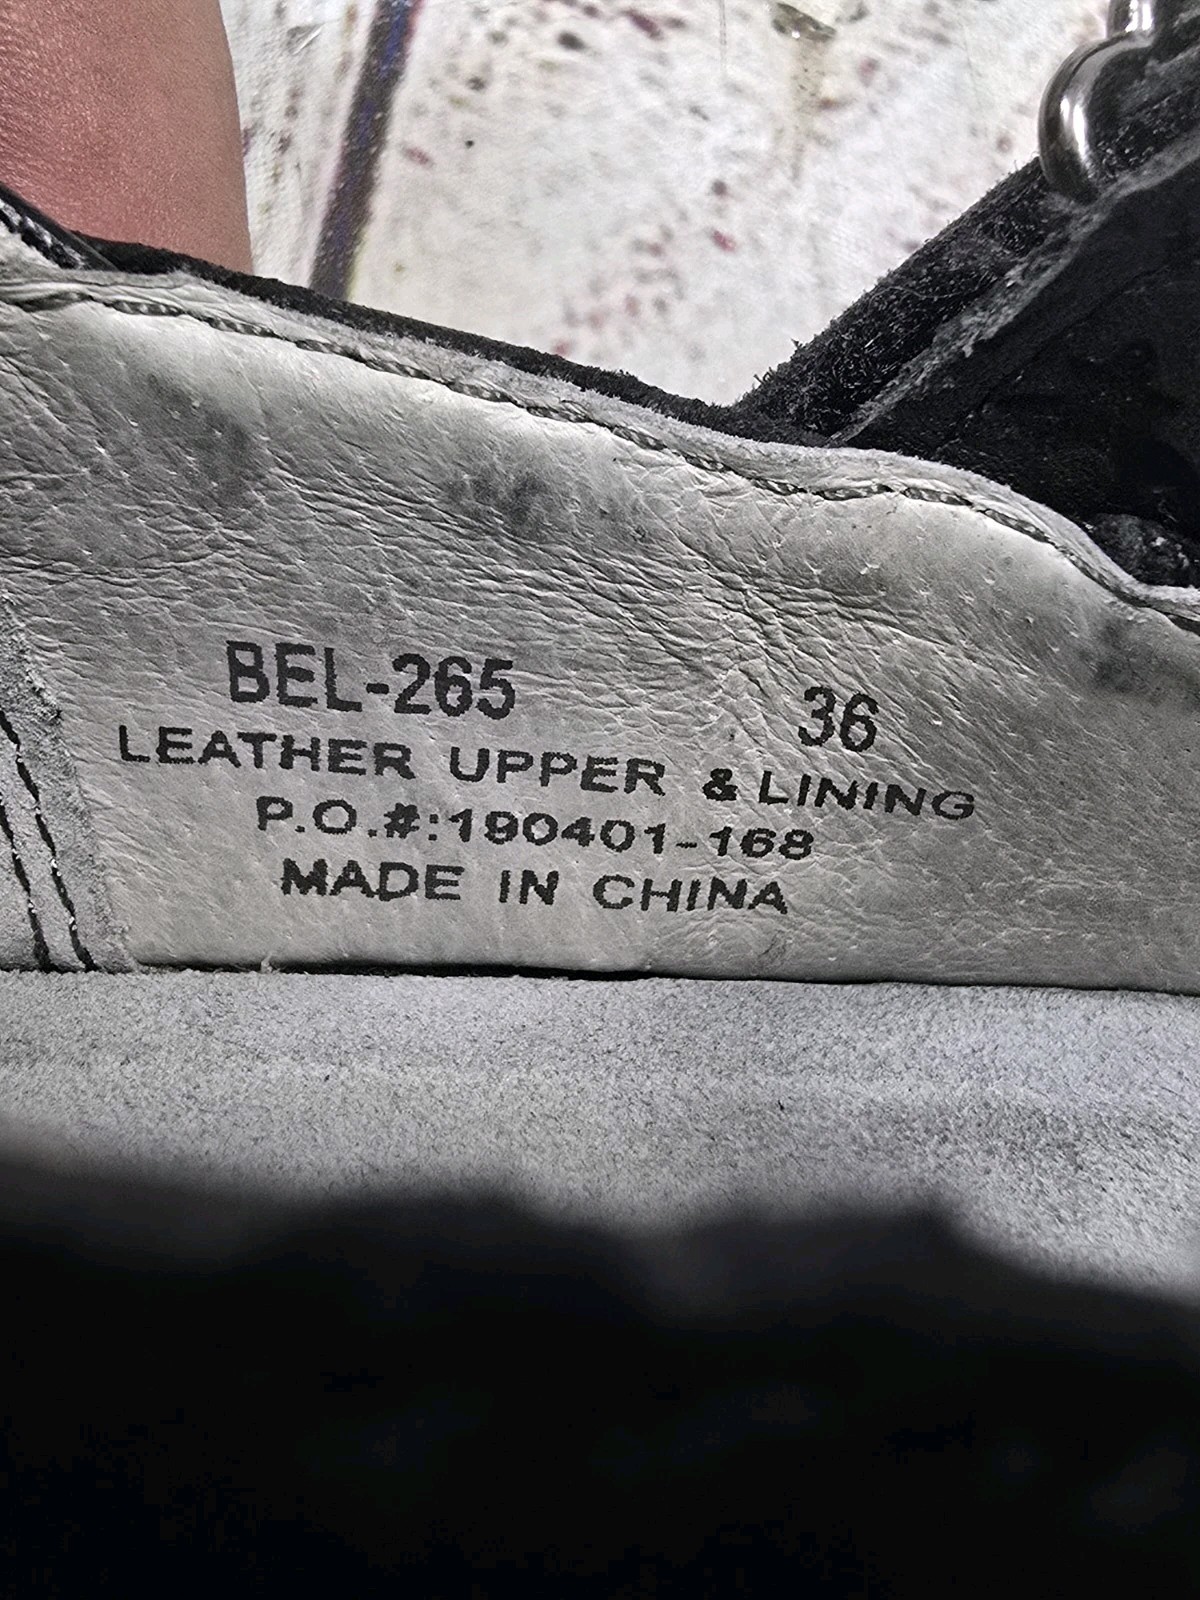 BEL-265 36
LEATHER UPPER & LINING
P.O.#:190401-168
MADE IN CHINA